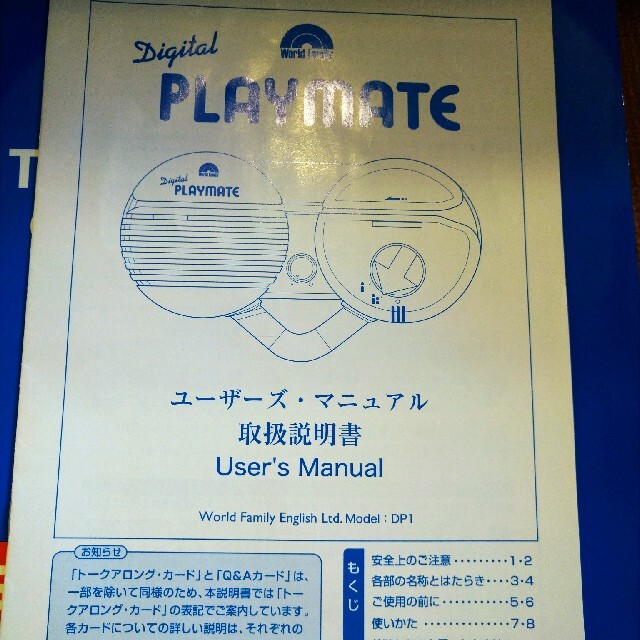 Digital
World Family
PLAYMATE
Digital
World Family
PLAYMATE
ユーザーズ・マニュアル
取扱説明書
User's Manual
World Family English Ltd. Model : DP1
お知らせ
「トークアロング・カード」と「Q&Aカード」は、
一部を除いて同様のため、本説明書では「トー
クアロング・カード」の表記でご案内しています。
各カードについての詳しい説明は、それぞれの
もくじ
安全上のご注意・・・・・・・・・1・2
各部の名称とはたらき・・・・3・4
ご使用の前に・・・・・・・・・・5・6
使いかた ・・・・・・・・・・・・・7・8
T